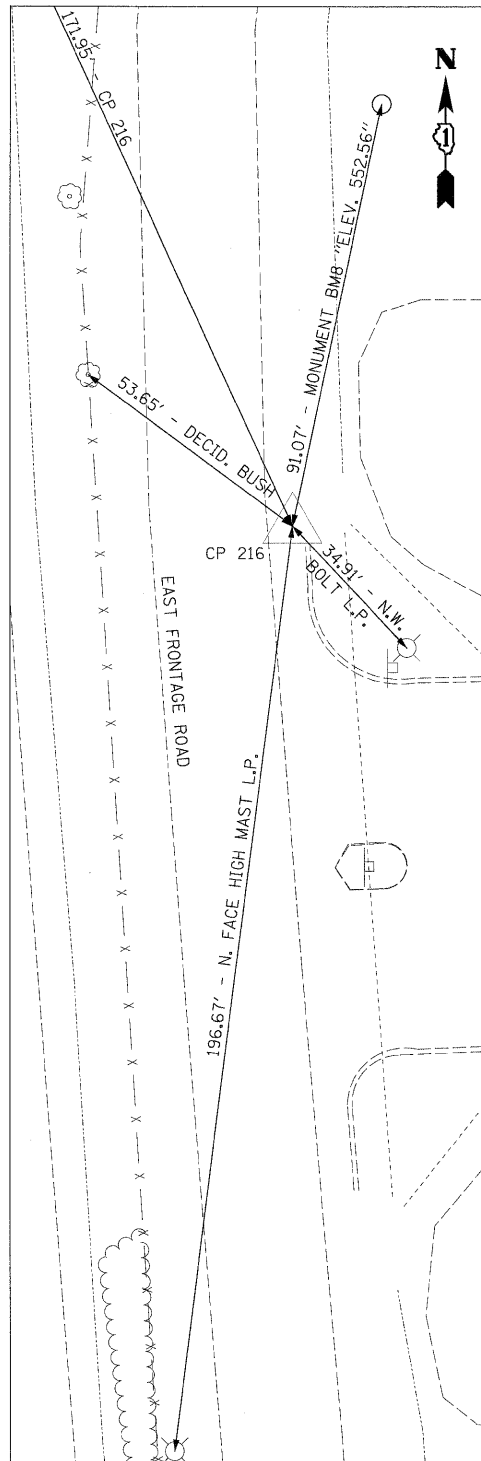 171.95' - CP 216
N
1
91.07' - MONUMENT BM8 "ELEV. 552.56"
53.65' - DECID. BUSH
CP 216
34.91' - N.W.
BOLT L.P.
EAST FRONTAGE ROAD
196.67' - N. FACE HIGH MAST L.P.